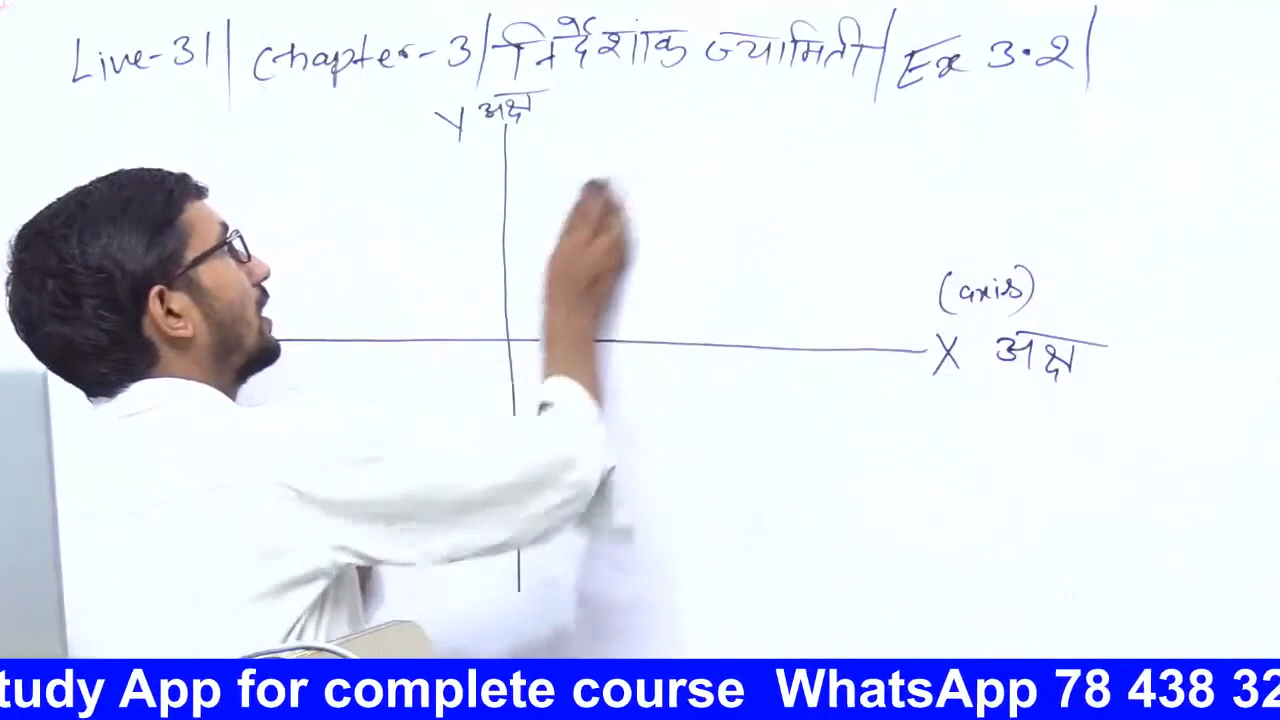 Live-31 | Chapter-3 | निर्देशांक ज्यामिती | Ex 3.2 |
Y अक्ष
(axis)
X अक्ष
tudy App for complete course WhatsApp 78 438 32